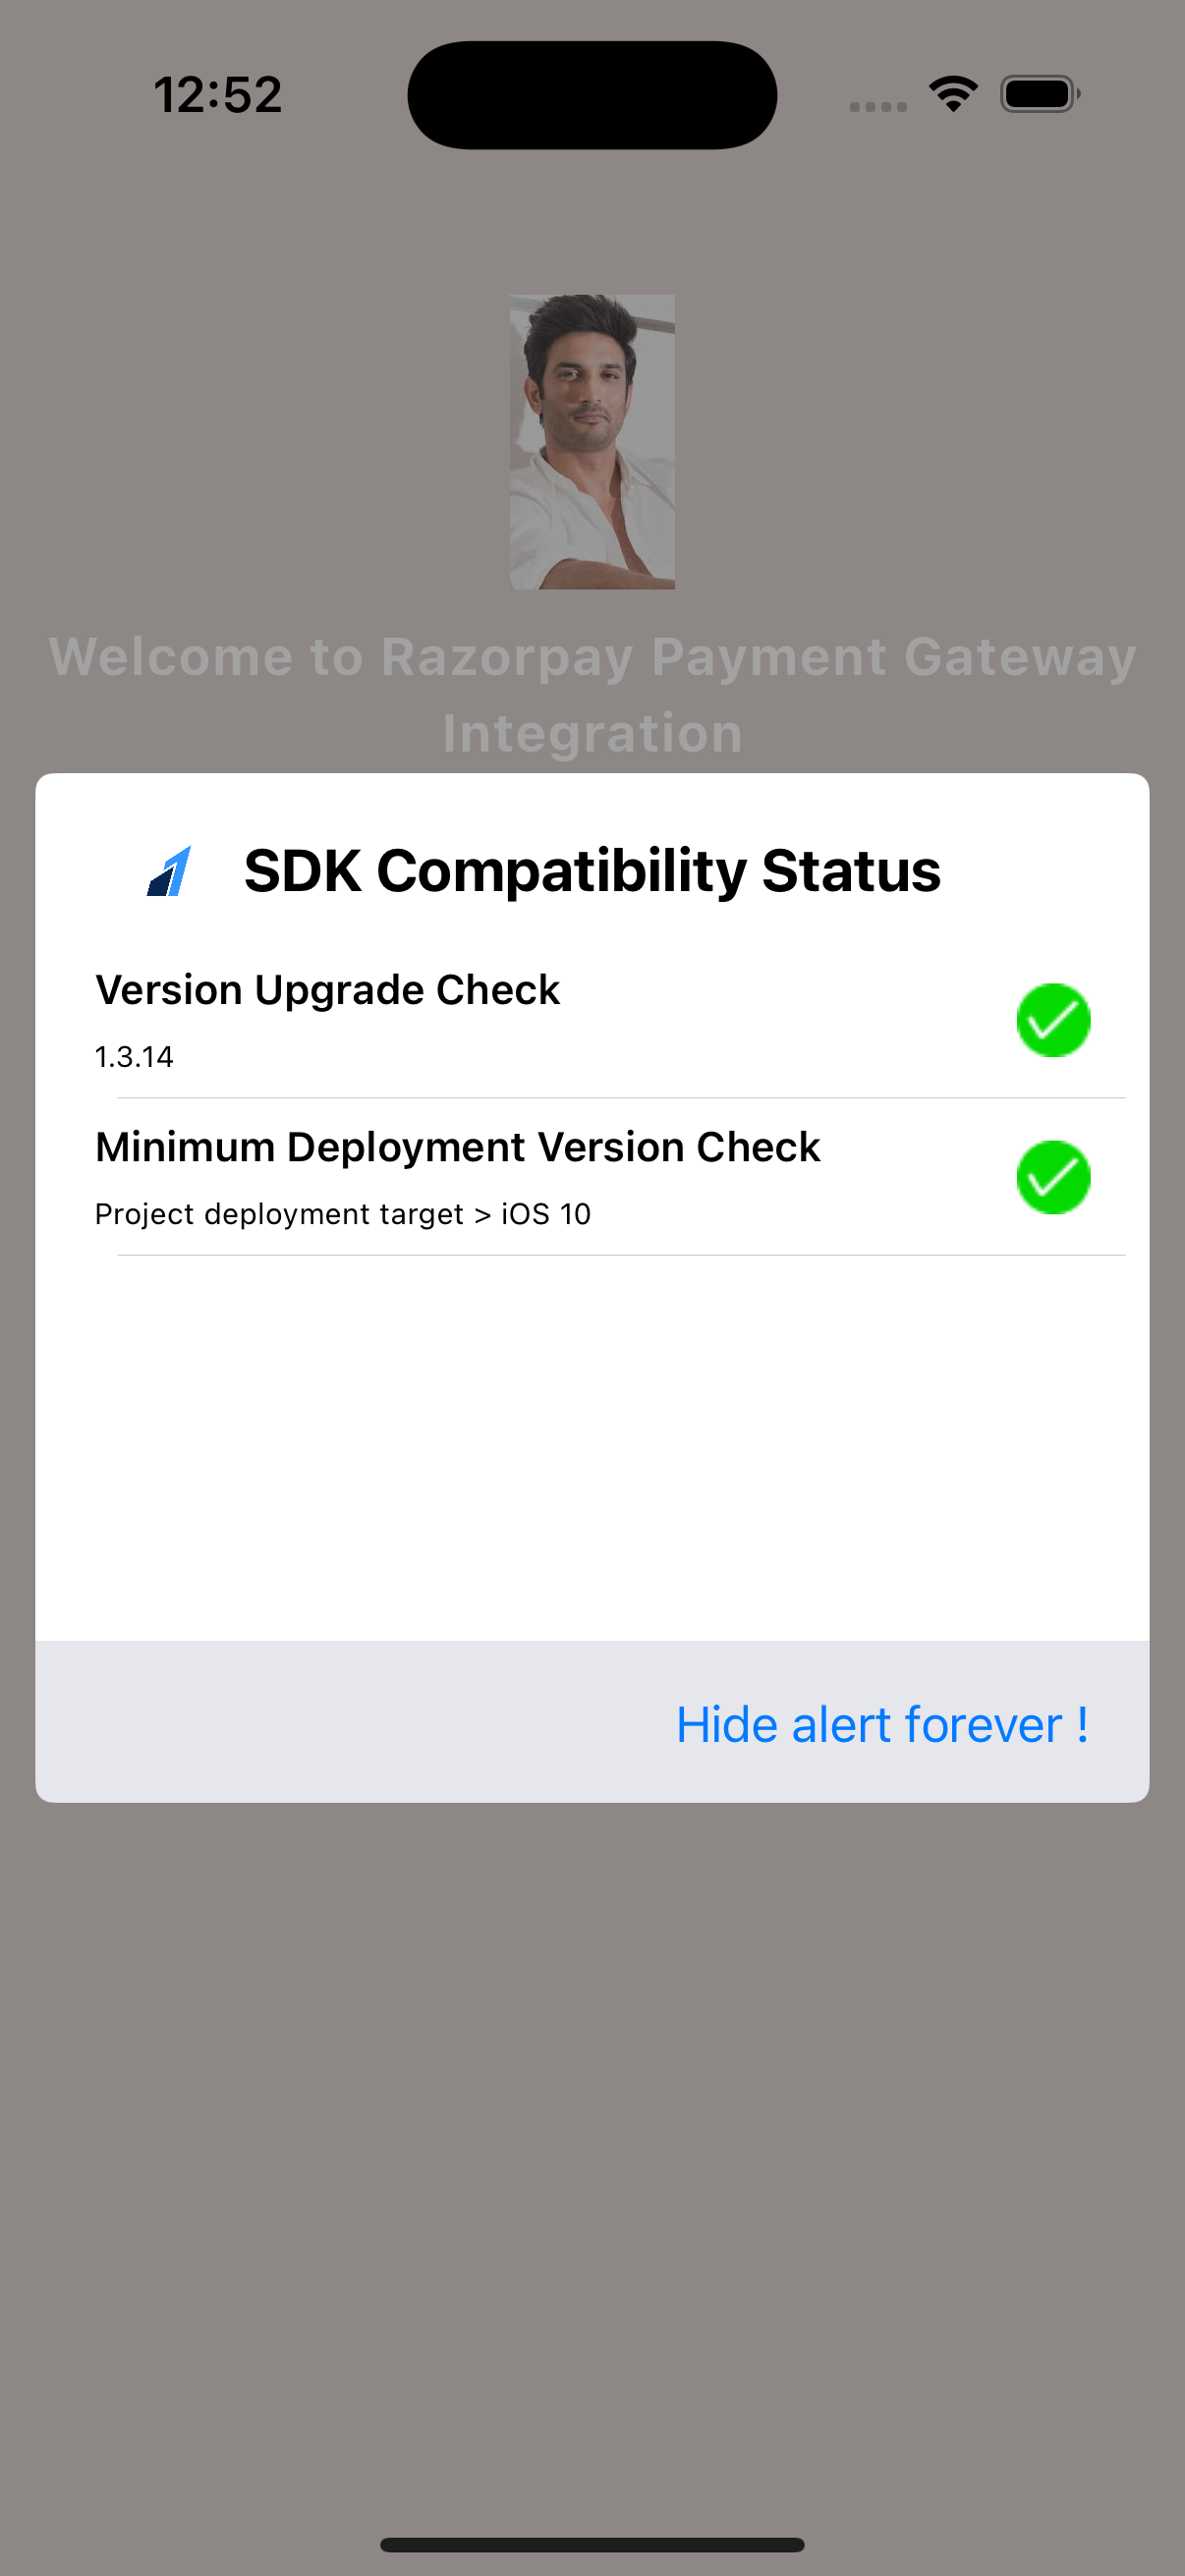 12:52
Welcome to Razorpay Payment Gateway
Integration
SDK Compatibility Status
Version Upgrade Check
1.3.14
Minimum Deployment Version Check
Project deployment target > iOS 10
Hide alert forever !